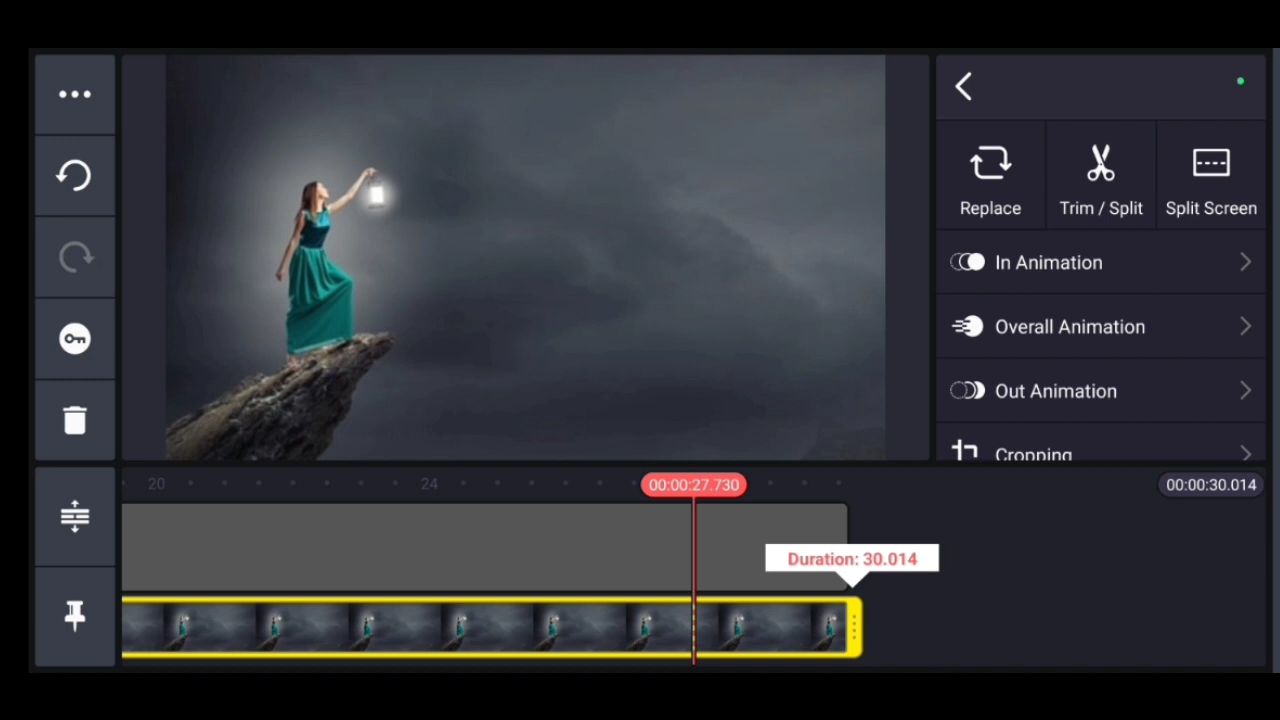 Replace
Trim / Split
Split Screen
In Animation
Overall Animation
Out Animation
Cropping
20
24
00:00:27.730
00:00:30.014
Duration: 30.014